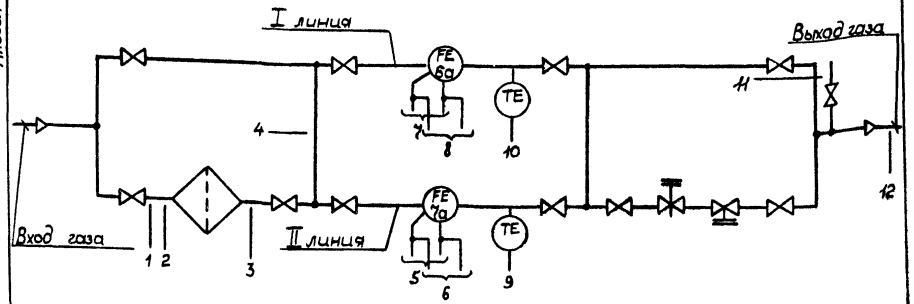 I линия
Выход газа
FE
6а
11
7
8
TE
10
4
12
FE
7а
Вход газа
1 2
3
II линия
5
6
TE
9